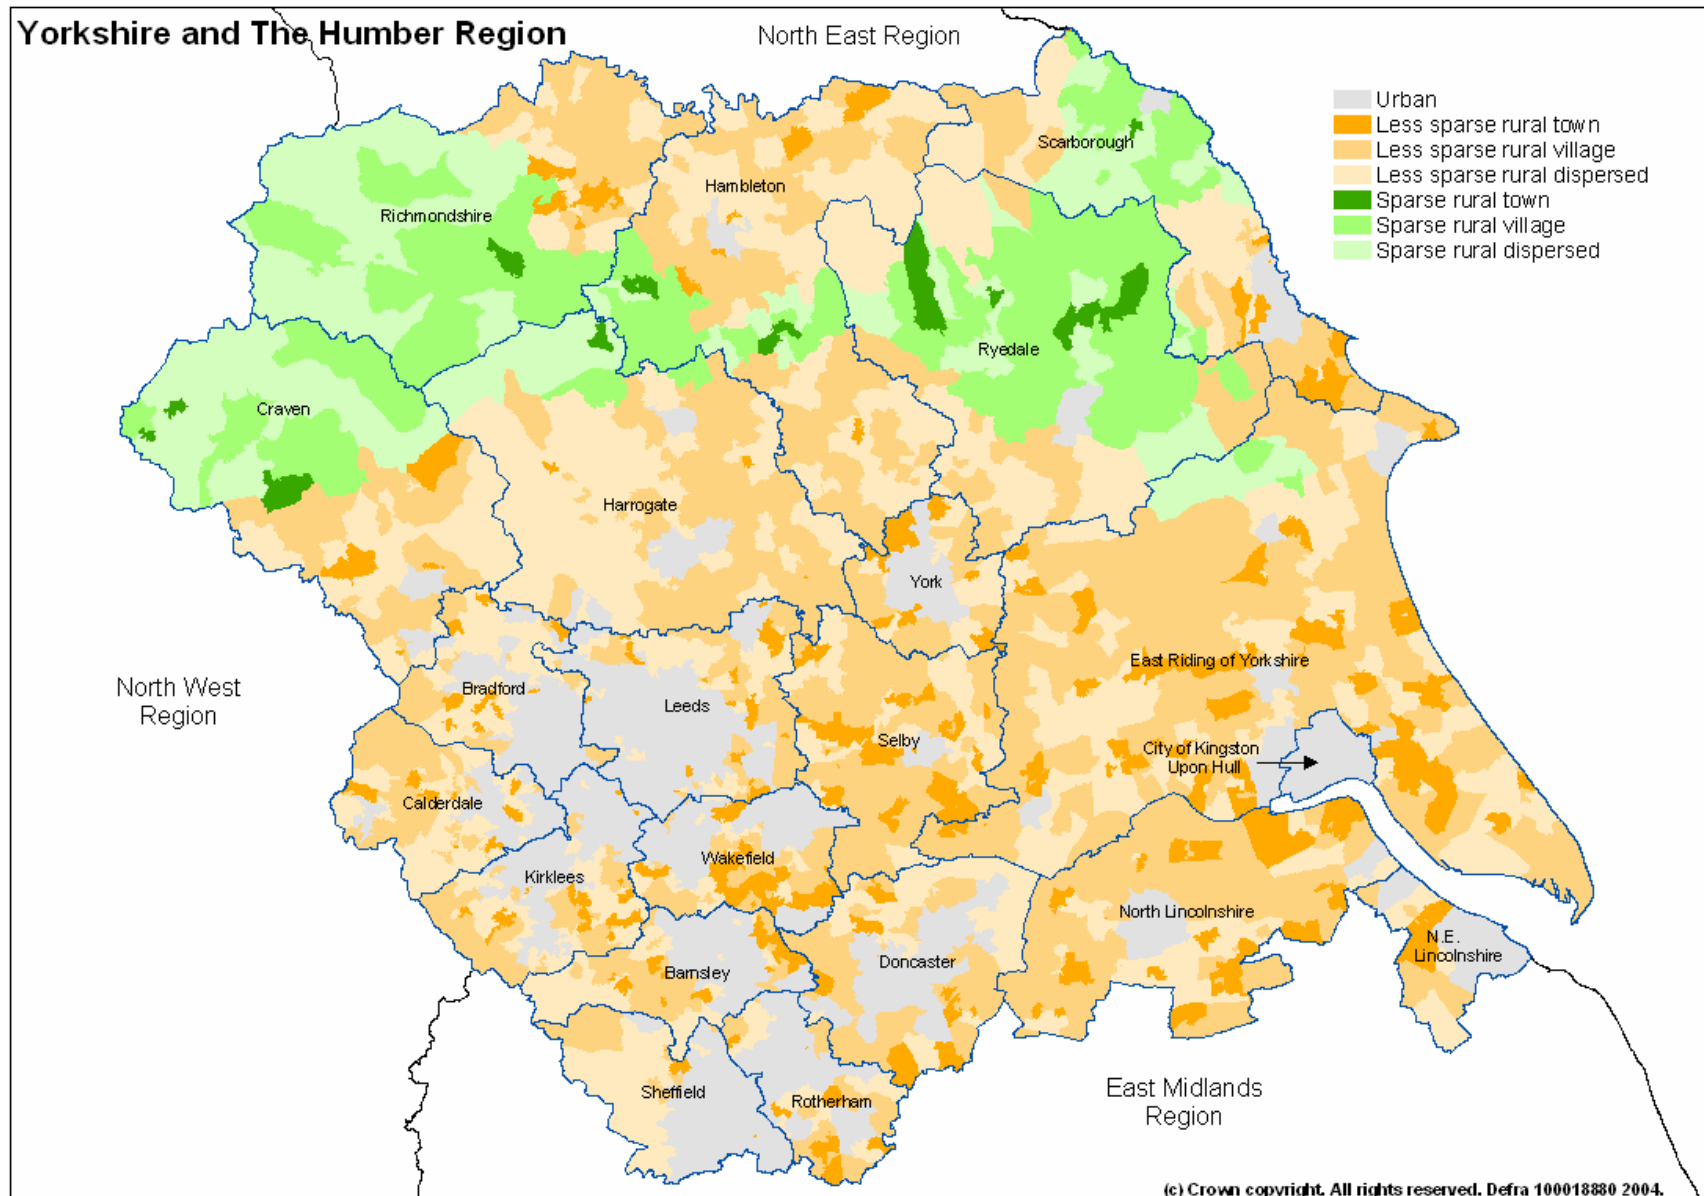 Yorkshire and The Humber Region
North East Region
Urban
Less sparse rural town
Less sparse rural village
Less sparse rural dispersed
Sparse rural town
Sparse rural village
Sparse rural dispersed
Scarborough
Hambleton
Richmondshire
Ryedale
Craven
Harrogate
York
East Riding of Yorkshire
North West
Region
Bradford
Leeds
Selby
City of Kingston
Upon Hull
Calderdale
Wakefield
Kirklees
North Lincolnshire
N.E.
Lincolnshire
Barnsley
Doncaster
Sheffield
Rotherham
East Midlands
Region
(c) Crown copyright. All rights reserved. Defra 100018880 2004.